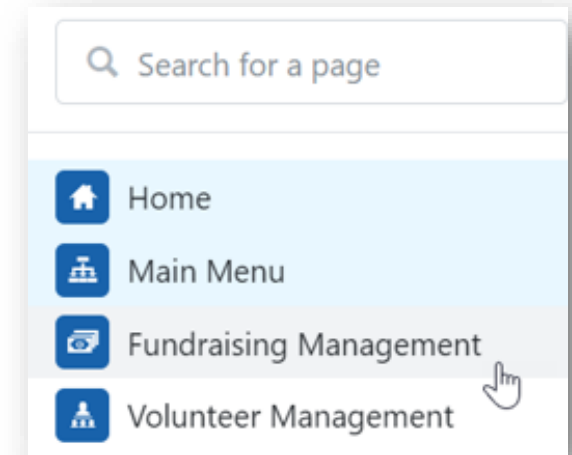 Search for a page
Home
Main Menu
Fundraising Management
Volunteer Management